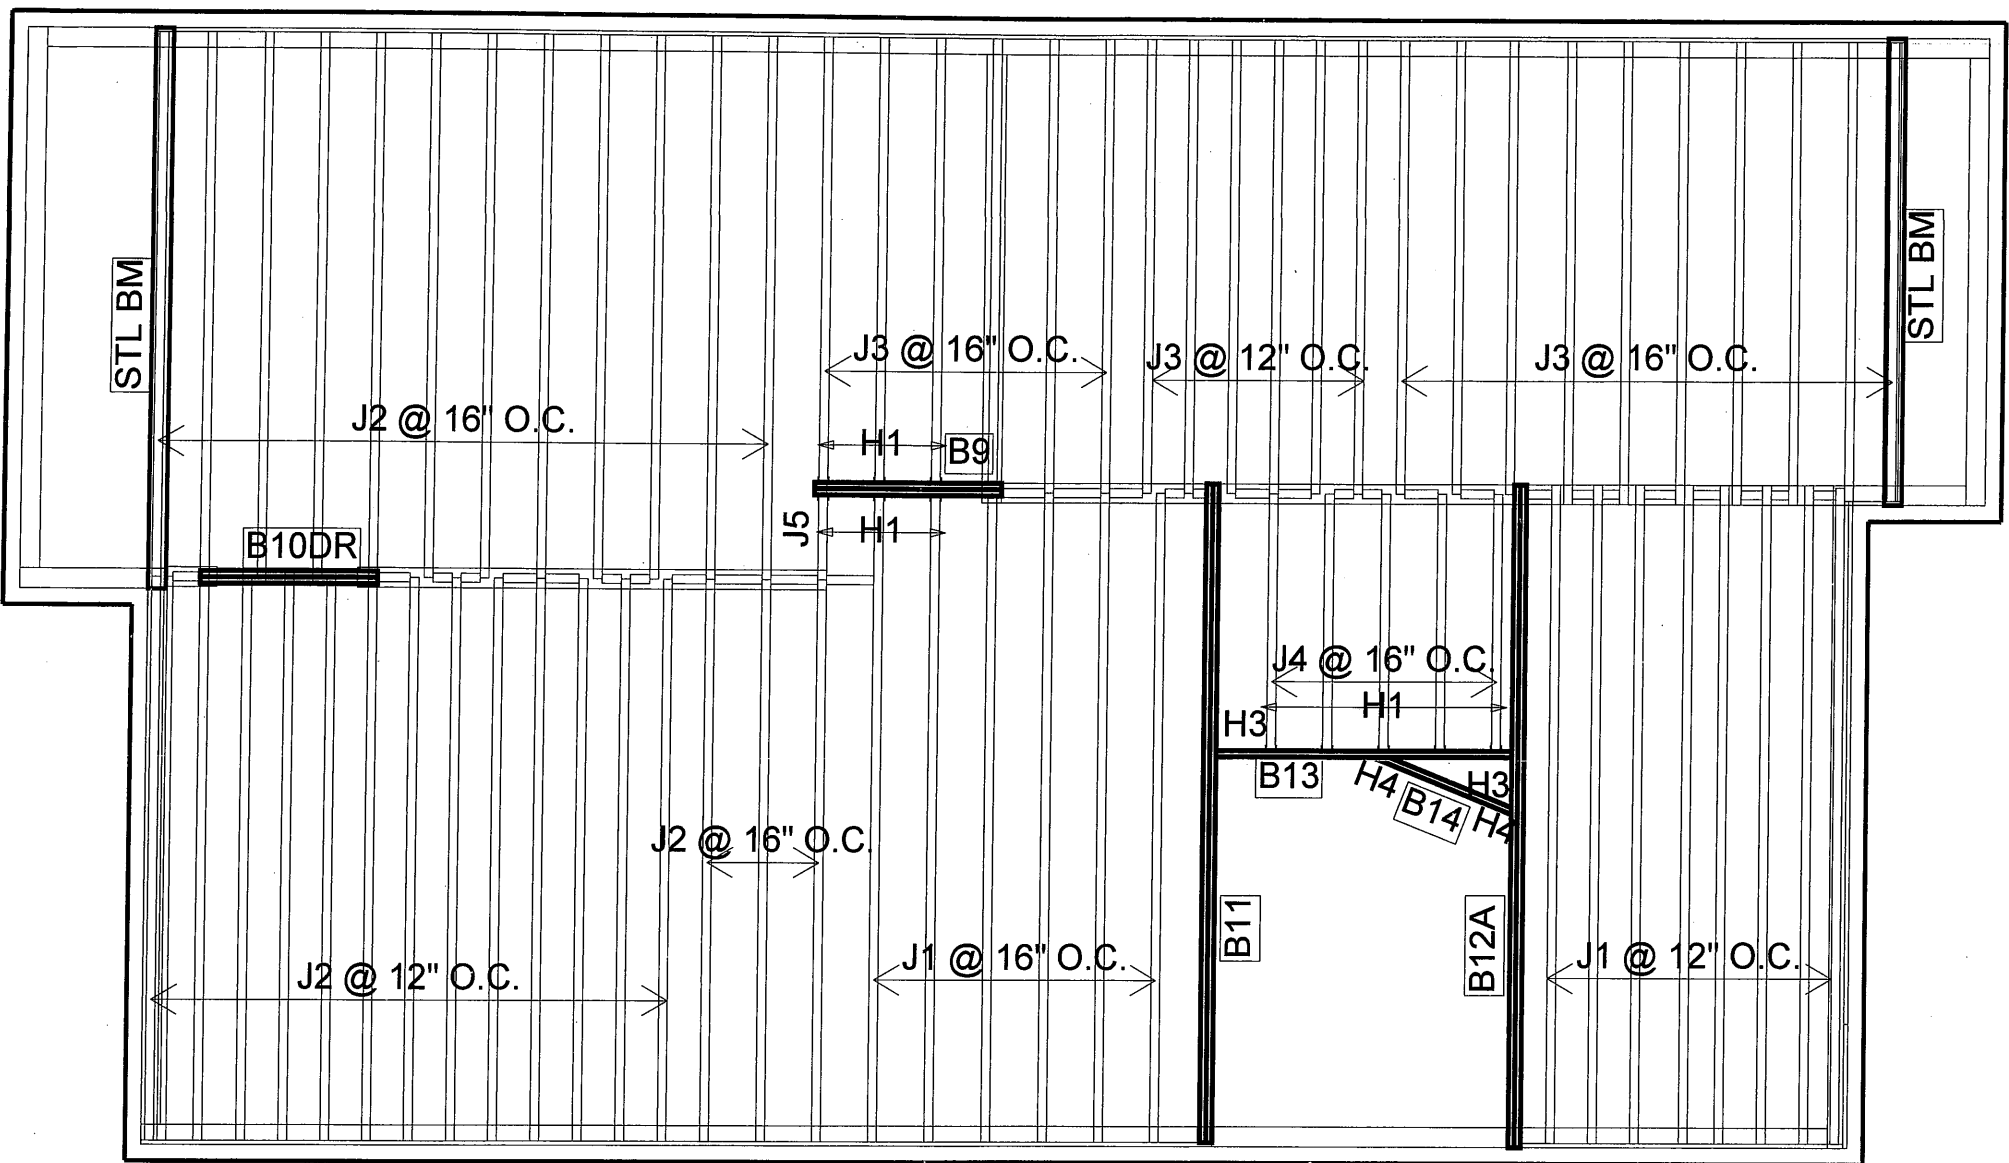 STL BM
STL BM
J3 @ 16" O.C.
J3 @ 12" O.C.
J3 @ 16" O.C.
J2 @ 16" O.C.
H1
B9
J5
H1
B10DR
J4 @ 16" O.C.
H1
H3
B13
H4
B14
H3
H4
J2 @ 16" O.C.
B11
B12A
J1 @ 16" O.C.
J1 @ 12" O.C.
J2 @ 12" O.C.